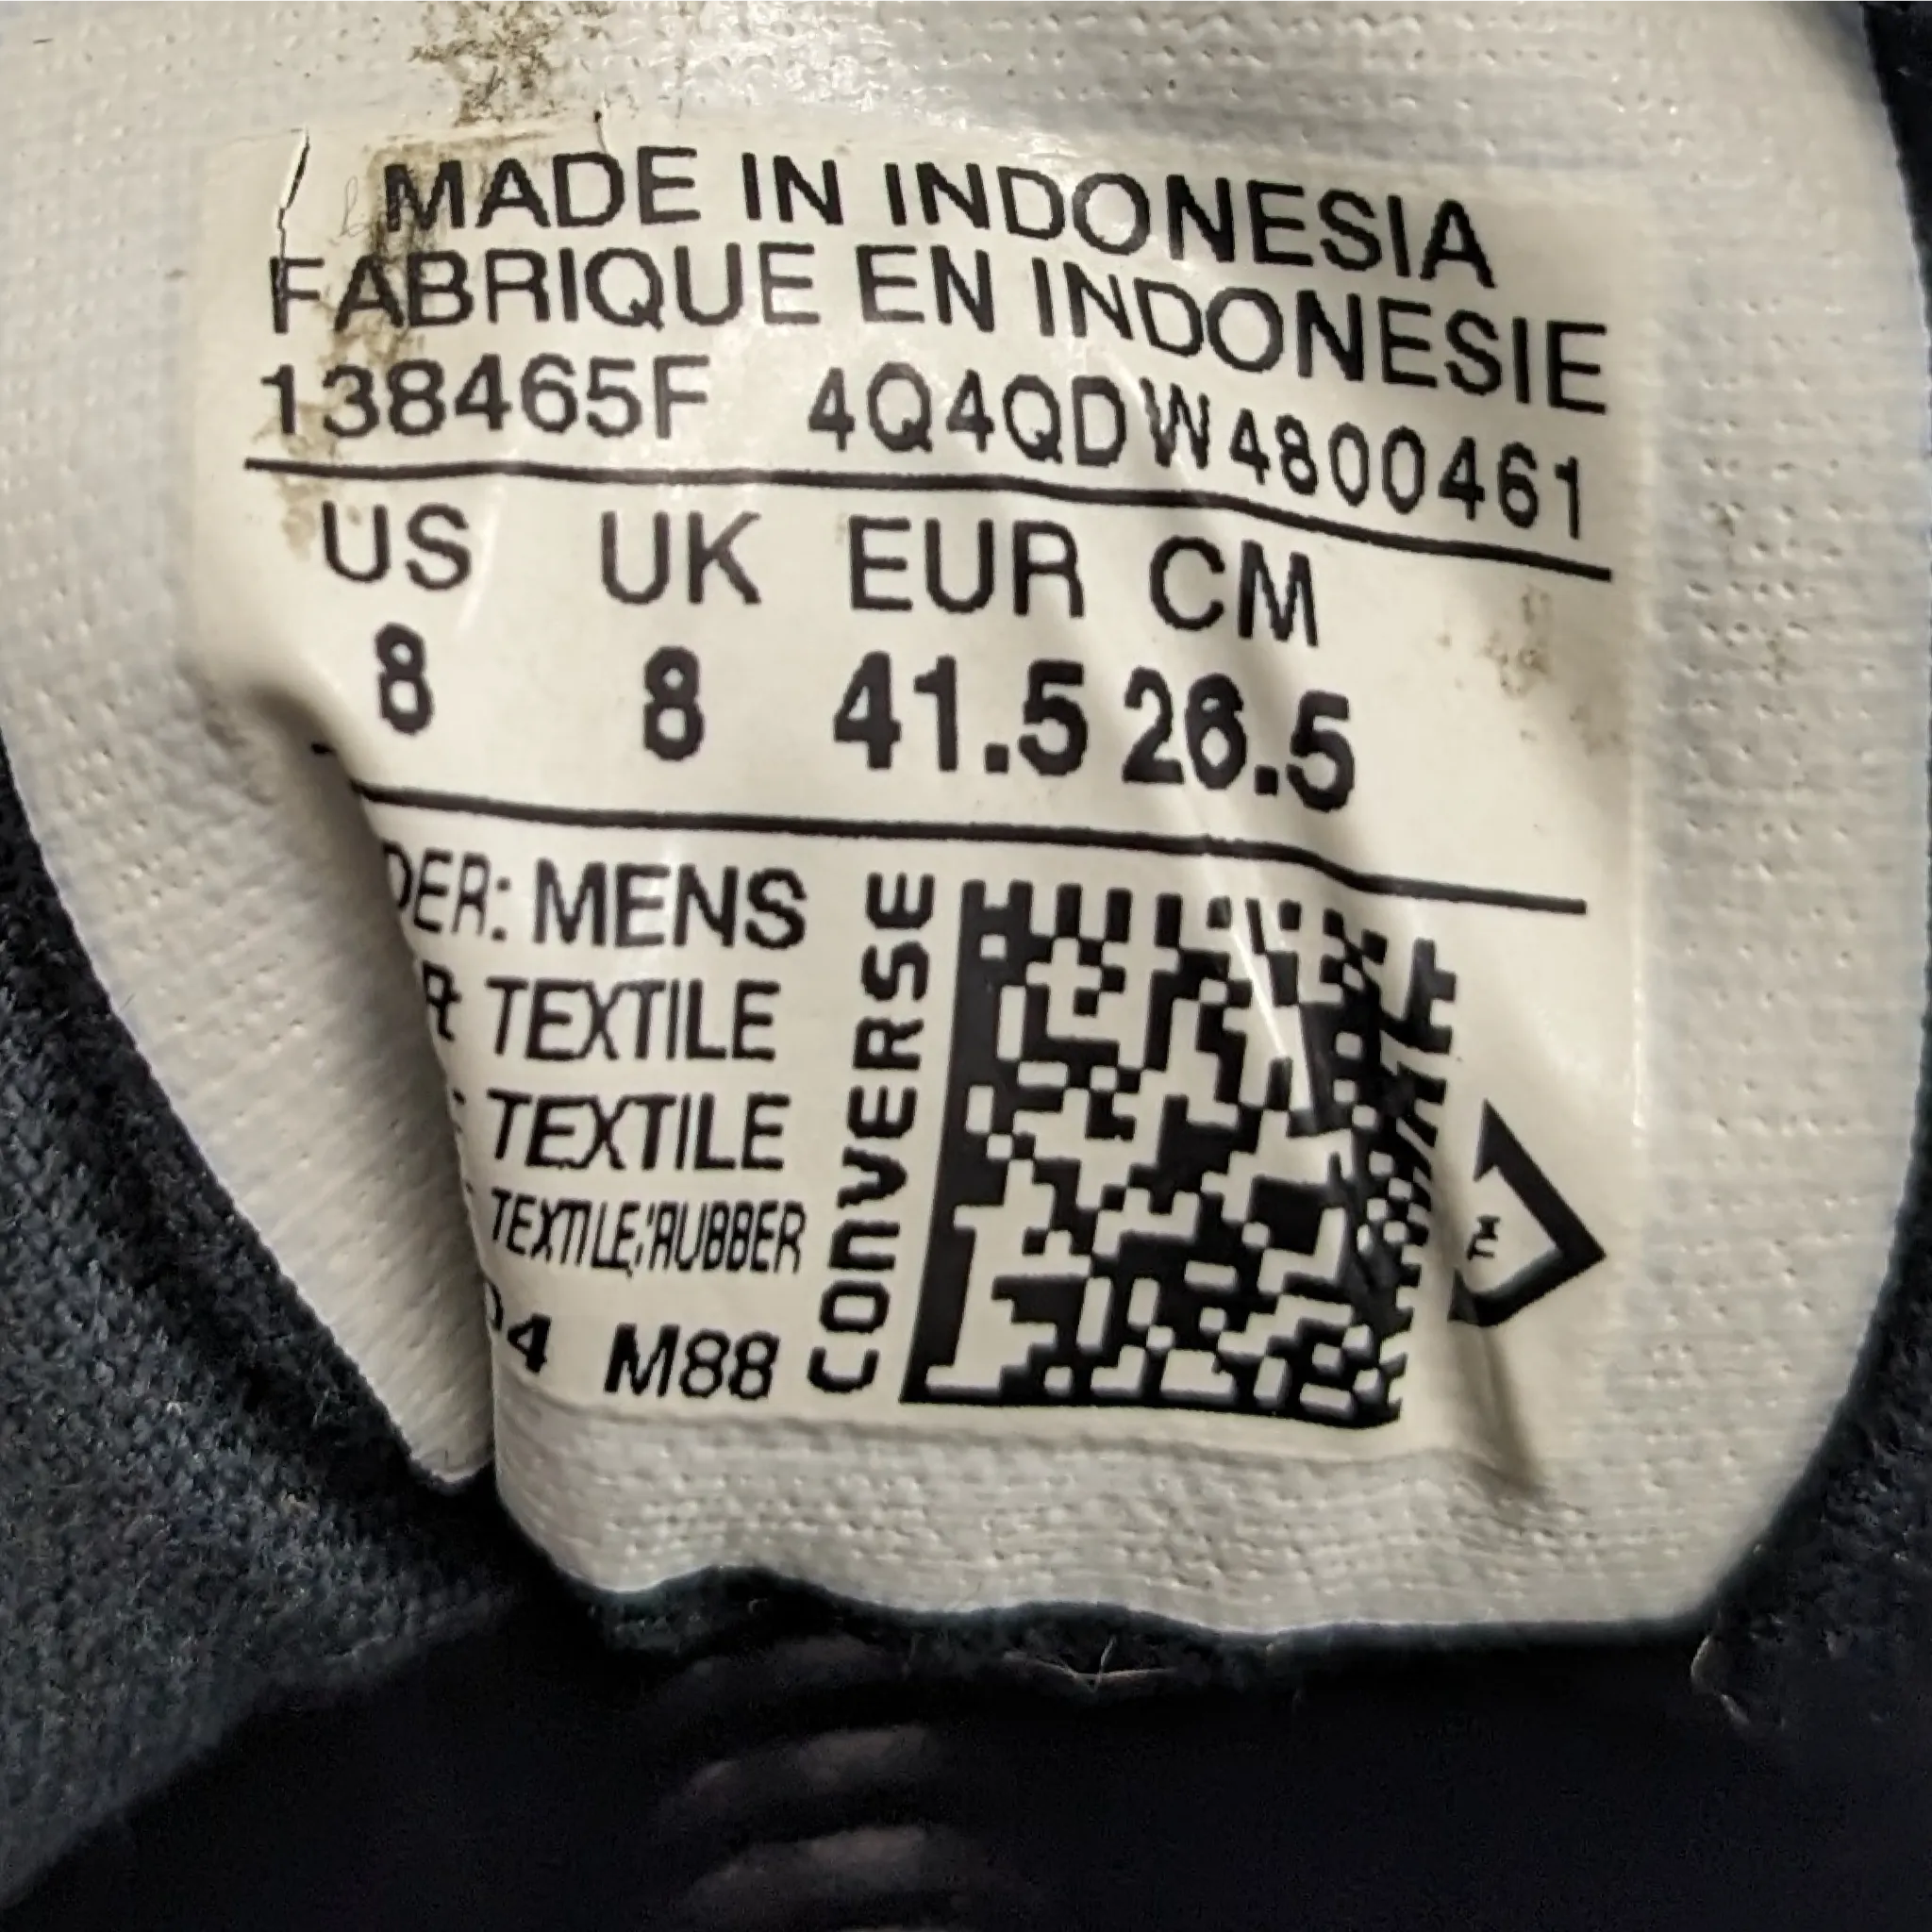 MADE IN INDONESIA
FABRIQUE EN INDONESIE
138465F 4Q4QDW4800461
US UK EUR CM
8 8 41.5 26.5
MENS
TEXTILE
TEXTILE
TEXTILE/RUBBER
M88
CONVERSE